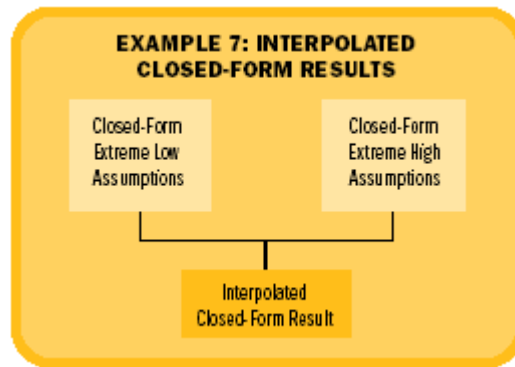 EXAMPLE 7: INTERPOLATED
CLOSED-FORM RESULTS
Closed-Form
Extreme Low
Assumptions
Closed-Form
Extreme High
Assumptions
Interpolated
Closed-Form Result